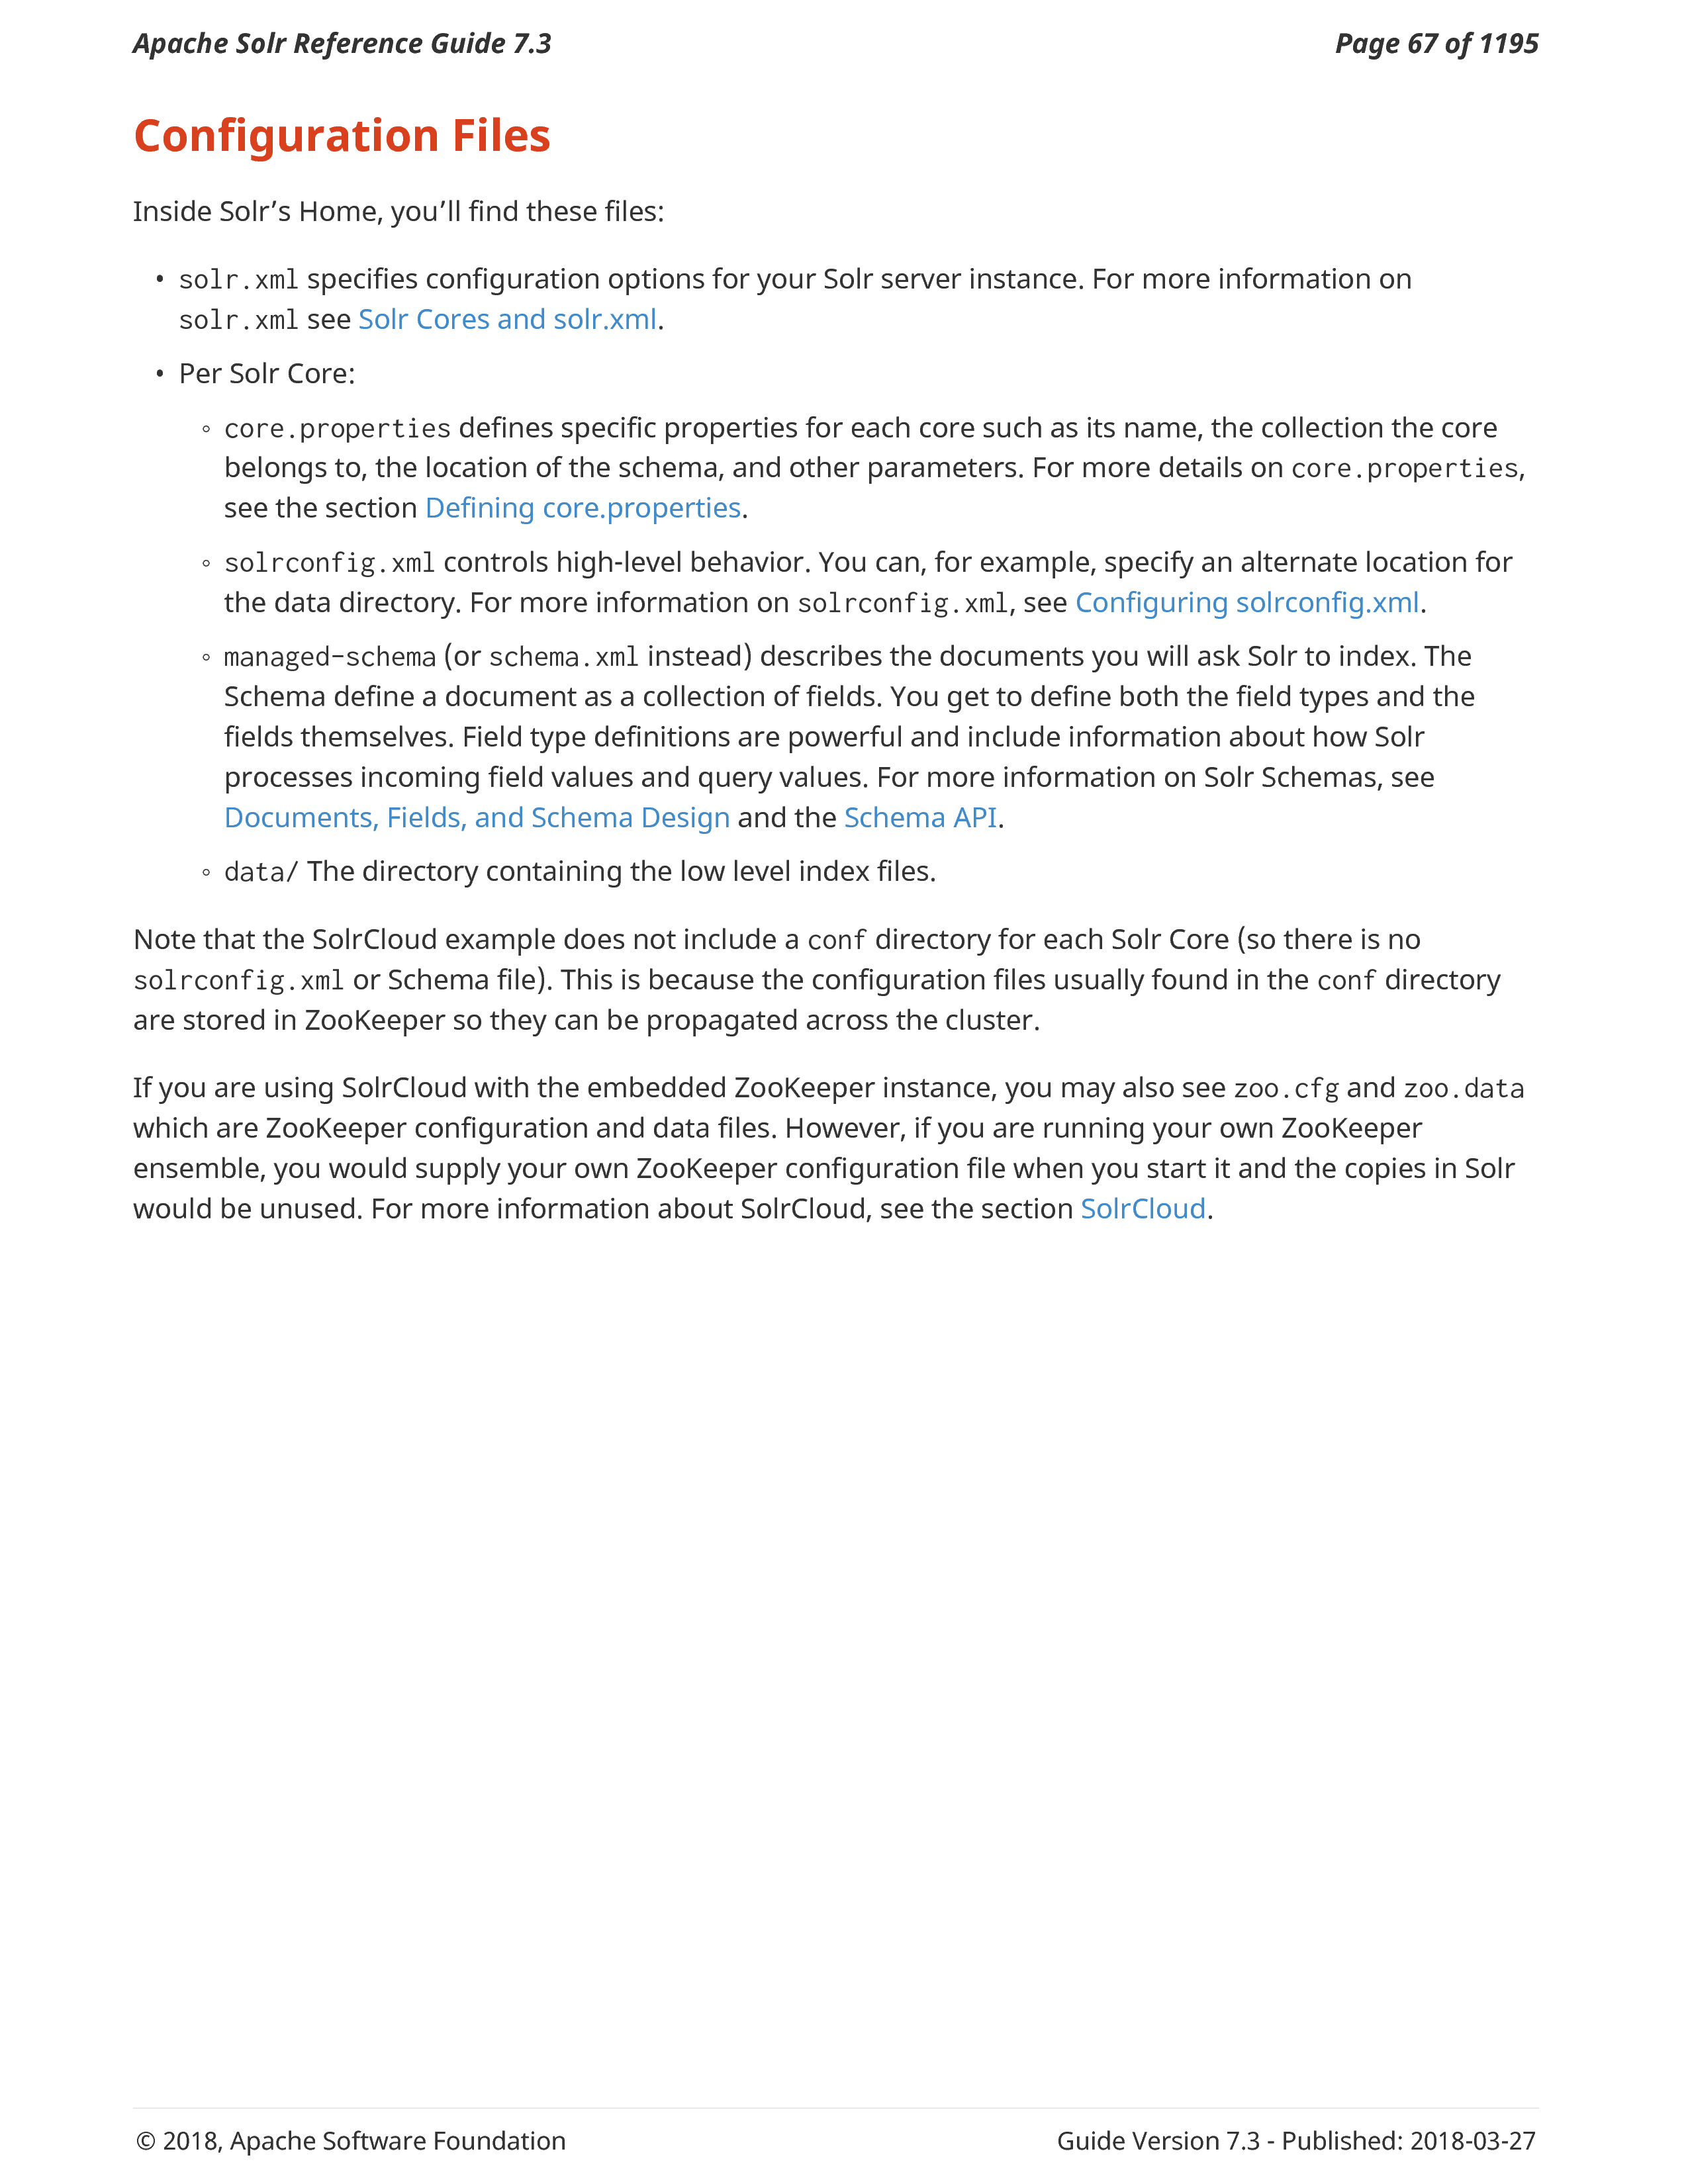 Apache Solr Reference Guide 7.3 Page 67 of 1195
Configuration Files
Inside Solr’s Home, you’ll find these files:
• solr.xml specifies configuration options for your Solr server instance. For more information on
solr.xml see Solr Cores and solr.xml.
• Per Solr Core:
◦ core.properties defines specific properties for each core such as its name, the collection the core
belongs to, the location of the schema, and other parameters. For more details on core.properties,
see the section Defining core.properties.
◦ solrconfig.xml controls high-level behavior. You can, for example, specify an alternate location for
the data directory. For more information on solrconfig.xml, see Configuring solrconfig.xml.
◦ managed-schema (or schema.xml instead) describes the documents you will ask Solr to index. The
Schema define a document as a collection of fields. You get to define both the field types and the
fields themselves. Field type definitions are powerful and include information about how Solr
processes incoming field values and query values. For more information on Solr Schemas, see
Documents, Fields, and Schema Design and the Schema API.
◦ data/ The directory containing the low level index files.
Note that the SolrCloud example does not include a conf directory for each Solr Core (so there is no
solrconfig.xml or Schema file). This is because the configuration files usually found in the conf directory
are stored in ZooKeeper so they can be propagated across the cluster.
If you are using SolrCloud with the embedded ZooKeeper instance, you may also see zoo.cfg and zoo.data
which are ZooKeeper configuration and data files. However, if you are running your own ZooKeeper
ensemble, you would supply your own ZooKeeper configuration file when you start it and the copies in Solr
would be unused. For more information about SolrCloud, see the section SolrCloud.
© 2018, Apache Software Foundation Guide Version 7.3 - Published: 2018-03-27